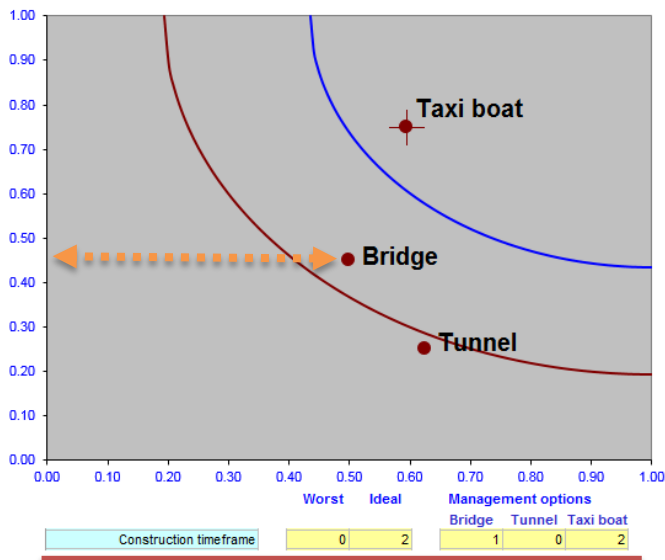 1.00
0.90
0.80
Taxi boat
0.70
0.60
0.50
Bridge
0.40
0.30
Tunnel
0.20
0.10
0.00
0.00 0.10 0.20 0.30 0.40 0.50 0.60 0.70 0.80 0.90 1.00
Worst Ideal Management options
Bridge Tunnel Taxi boat
Construction timeframe 0 2 1 0 2